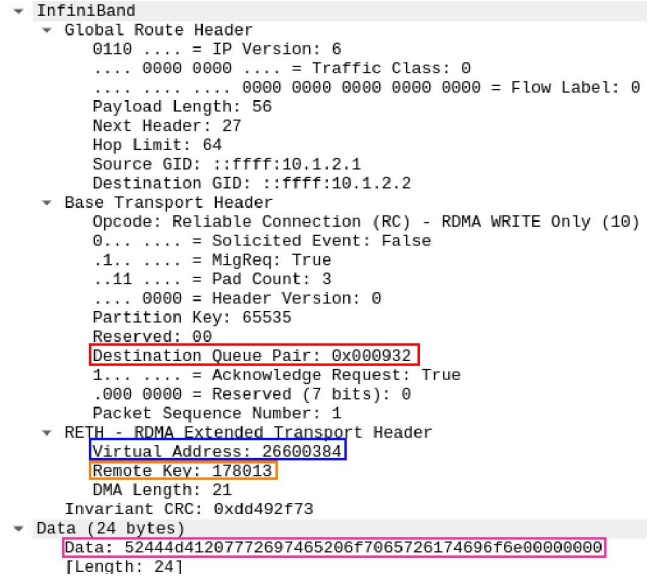 InfiniBand
Global Route Header
0110 .... = IP Version: 6
.... 0000 0000 .... = Traffic Class: 0
.... .... .... 0000 0000 0000 0000 0000 = Flow Label: 0
Payload Length: 56
Next Header: 27
Hop Limit: 64
Source GID: ::ffff:10.1.2.1
Destination GID: ::ffff:10.1.2.2
Base Transport Header
Opcode: Reliable Connection (RC) - RDMA WRITE Only (10)
0... .... = Solicited Event: False
.1.. .... = MigReq: True
..11 .... = Pad Count: 3
.... 0000 = Header Version: 0
Partition Key: 65535
Reserved: 00
Destination Queue Pair: 0x000932
1... .... = Acknowledge Request: True
.000 0000 = Reserved (7 bits): 0
Packet Sequence Number: 1
RETH - RDMA Extended Transport Header
Virtual Address: 26600384
Remote Key: 178013
DMA Length: 21
Invariant CRC: 0xdd492f73
Data (24 bytes)
Data: 52444d41207772697465206f7065726174696f6e00000000
[Length: 24]